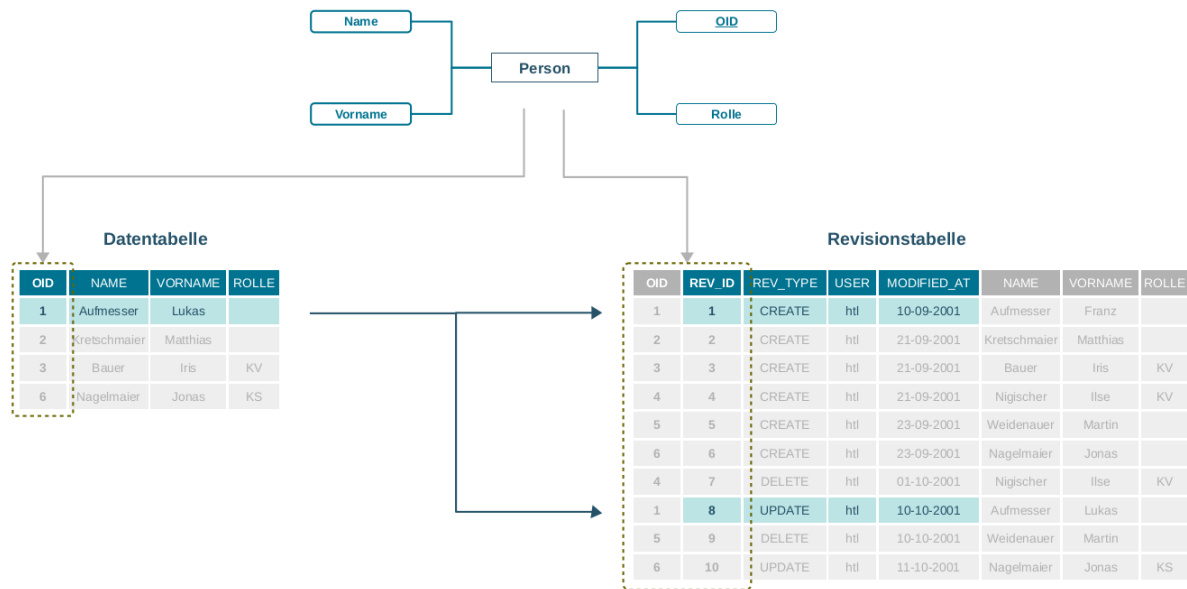 Name
OID
Person
Vorname
Rolle
Datentabelle
OID NAME VORNAME ROLLE
1 Aufmesser Lukas
2 Kretschmaier Matthias
3 Bauer Iris KV
6 Nagelmaier Jonas KS
Revisionstabelle
OID REV_ID REV_TYPE USER MODIFIED_AT NAME VORNAME ROLLE
1 1 CREATE htl 10-09-2001 Aufmesser Franz
2 2 CREATE htl 21-09-2001 Kretschmaier Matthias
3 3 CREATE htl 21-09-2001 Bauer Iris KV
4 4 CREATE htl 21-09-2001 Nigischer Ilse KV
5 5 CREATE htl 23-09-2001 Weidenauer Martin
6 6 CREATE htl 23-09-2001 Nagelmaier Jonas
4 7 DELETE htl 01-10-2001 Nigischer Ilse KV
1 8 UPDATE htl 10-10-2001 Aufmesser Lukas
5 9 DELETE htl 10-10-2001 Weidenauer Martin
6 10 UPDATE htl 11-10-2001 Nagelmaier Jonas KS